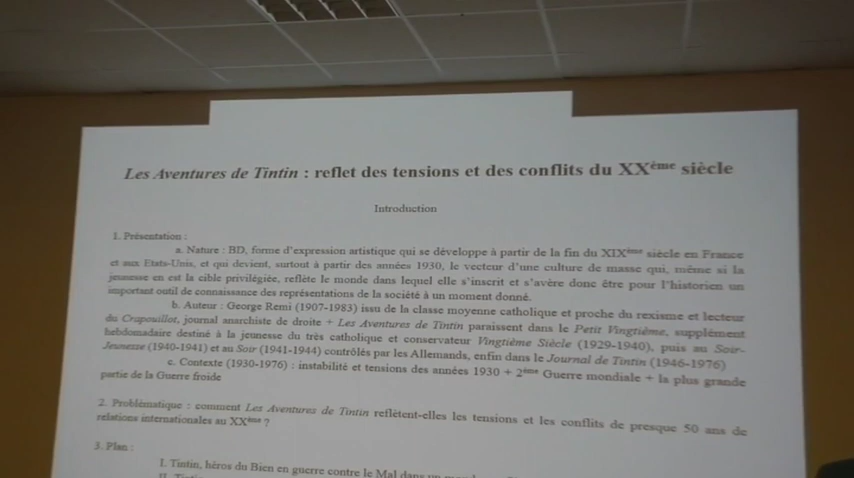 Les Aventures de Tintin : reflet des tensions et des conflits du XXème siècle
Introduction
1. Présentation :
a. Nature : BD, forme d'expression artistique qui se développe à partir de la fin du XIXème siècle en France
et aux Etats-Unis, et qui devient, surtout à partir des années 1930, le vecteur d'une culture de masse qui, même si la
jeunesse en est la cible privilégiée, reflète le monde dans lequel elle s'inscrit et s'avère donc être pour l'historien un
important outil de connaissance des représentations de la société à un moment donné.
b. Auteur : George Remi (1907-1983) issu de la classe moyenne catholique et proche du rexisme et lecteur
du Crapouillot, journal anarchiste de droite + Les Aventures de Tintin paraissent dans le Petit Vingtième, supplément
hebdomadaire destiné à la jeunesse du très catholique et conservateur Vingtième Siècle (1929-1940), puis au Soir-
Jeunesse (1940-1941) et au Soir (1941-1944) contrôlés par les Allemands, enfin dans le Journal de Tintin (1946-1976)
c. Contexte (1930-1976) : instabilité et tensions des années 1930 + 2ème Guerre mondiale + la plus grande
partie de la Guerre froide
2. Problématique : comment Les Aventures de Tintin reflètent-elles les tensions et les conflits de presque 50 ans de
relations internationales au XXème ?
3. Plan :
I. Tintin, héros du Bien en guerre contre le Mal dans un
II.